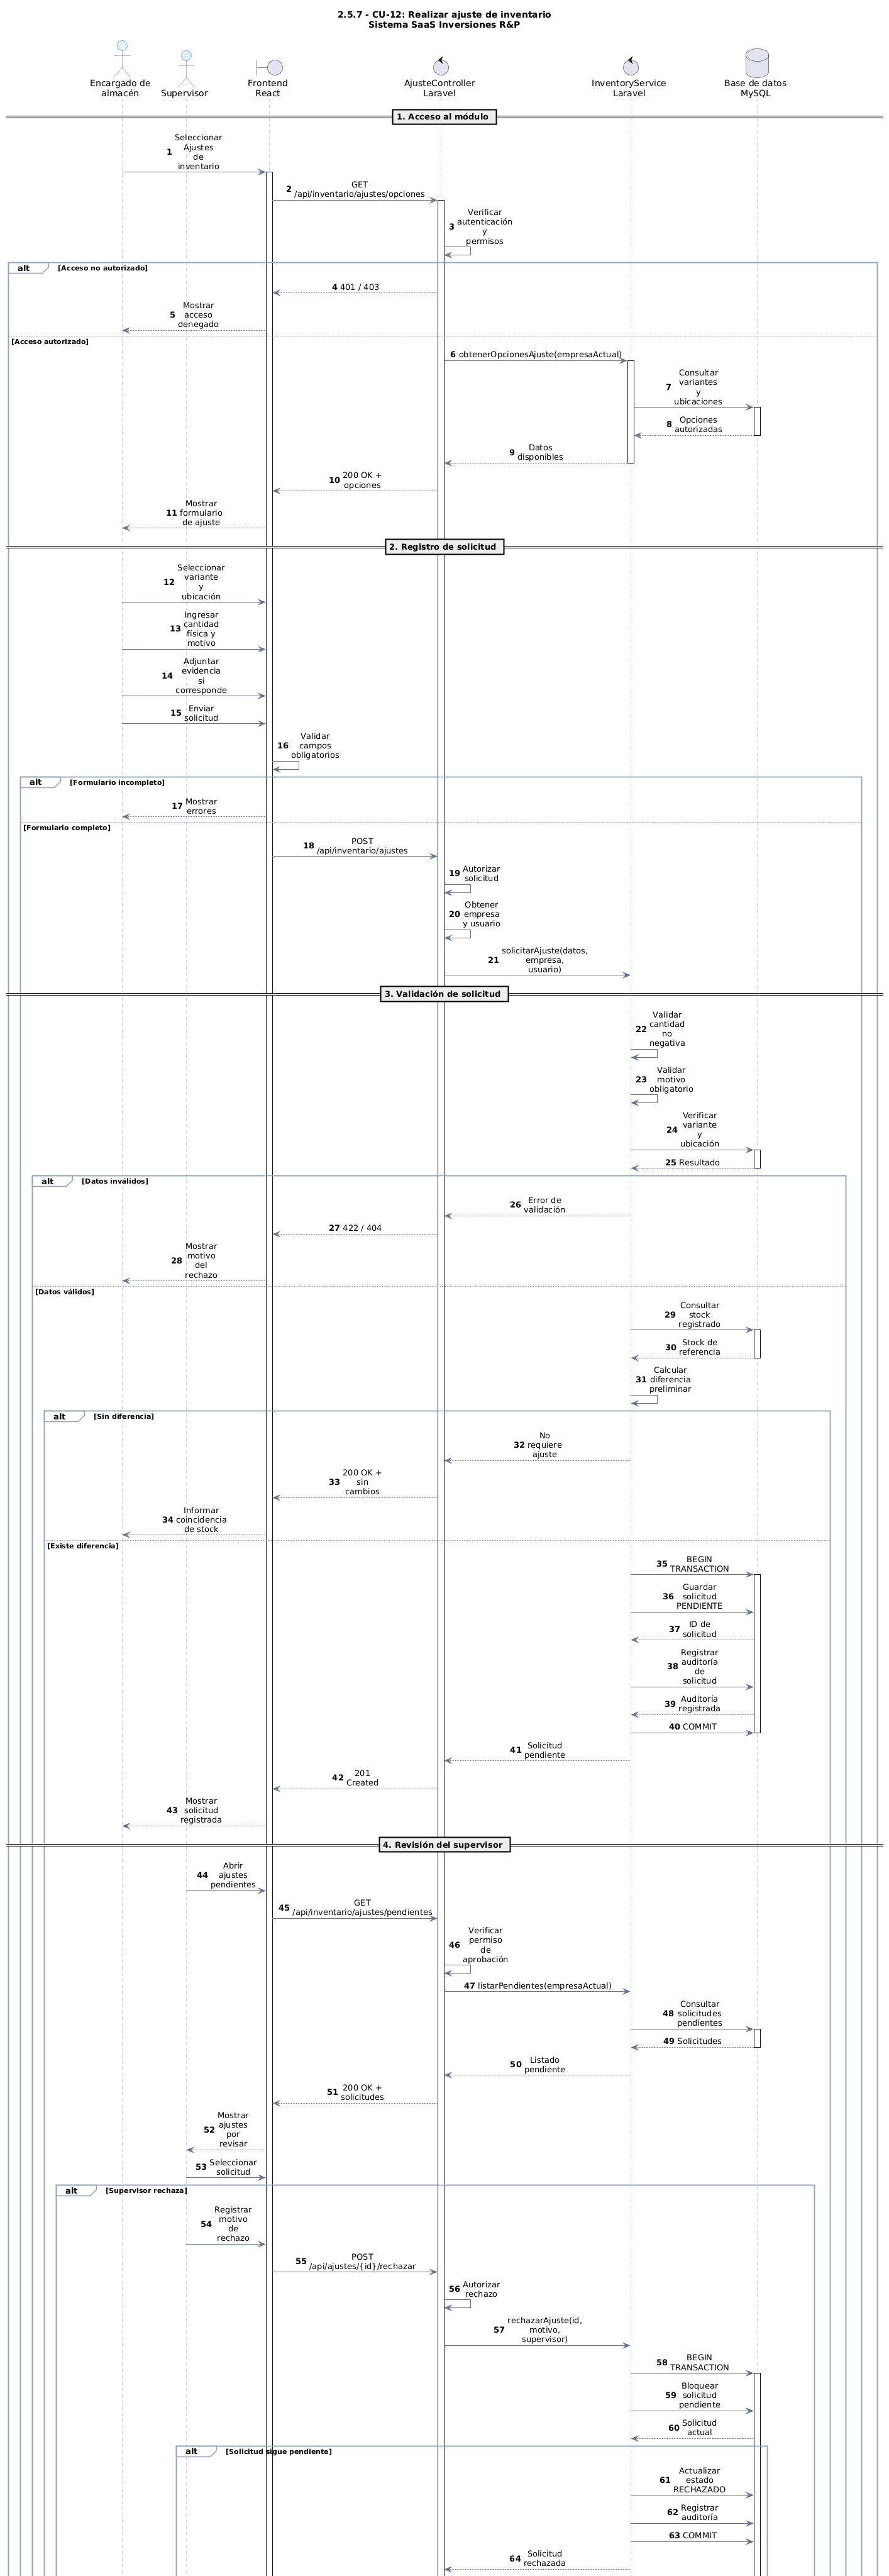 2.5.7 - CU-12: Realizar ajuste de inventario
Sistema SaaS Inversiones R&P
Encargado de
almacén
Supervisor
Frontend
React
AjusteController
Laravel
InventoryService
Laravel
Base de datos
MySQL
1. Acceso al módulo
1 Seleccionar
Ajustes
de
inventario
2 GET
/api/inventario/ajustes/opciones
3 Verificar
autenticación
y
permisos
alt [Acceso no autorizado]
4 401 / 403
5 Mostrar
acceso
denegado
[Acceso autorizado]
6 obtenerOpcionesAjuste(empresaActual)
7 Consultar
variantes
y
ubicaciones
8 Opciones
autorizadas
9 Datos
disponibles
10 200 OK +
opciones
11 Mostrar
formulario
de ajuste
2. Registro de solicitud
12 Seleccionar
variante
y
ubicación
13 Ingresar
cantidad
física y
motivo
14 Adjuntar
evidencia
si
corresponde
15 Enviar
solicitud
16 Validar
campos
obligatorios
alt [Formulario incompleto]
17 Mostrar
errores
[Formulario completo]
18 POST
/api/inventario/ajustes
19 Autorizar
solicitud
20 Obtener
empresa
y usuario
21 solicitarAjuste(datos,
empresa,
usuario)
3. Validación de solicitud
22 Validar
cantidad
no
negativa
23 Validar
motivo
obligatorio
24 Verificar
variante
y
ubicación
25 Resultado
alt [Datos inválidos]
26 Error de
validación
27 422 / 404
28 Mostrar
motivo
del
rechazo
[Datos válidos]
29 Consultar
stock
registrado
30 Stock de
referencia
31 Calcular
diferencia
preliminar
alt [Sin diferencia]
32 No
requiere
ajuste
33 200 OK +
sin
cambios
34 Informar
coincidencia
de stock
[Existe diferencia]
35 BEGIN
TRANSACTION
36 Guardar
solicitud
PENDIENTE
37 ID de
solicitud
38 Registrar
auditoría
de
solicitud
39 Auditoría
registrada
40 COMMIT
41 Solicitud
pendiente
42 201
Created
43 Mostrar
solicitud
registrada
4. Revisión del supervisor
44 Abrir
ajustes
pendientes
45 GET
/api/inventario/ajustes/pendientes
46 Verificar
permiso
de
aprobación
47 listarPendientes(empresaActual)
48 Consultar
solicitudes
pendientes
49 Solicitudes
50 Listado
pendiente
51 200 OK +
solicitudes
52 Mostrar
ajustes
por
revisar
53 Seleccionar
solicitud
alt [Supervisor rechaza]
54 Registrar
motivo
de
rechazo
55 POST
/api/ajustes/{id}/rechazar
56 Autorizar
rechazo
57 rechazarAjuste(id,
motivo,
supervisor)
58 BEGIN
TRANSACTION
59 Bloquear
solicitud
pendiente
60 Solicitud
actual
alt [Solicitud sigue pendiente]
61 Actualizar
estado
RECHAZADO
62 Registrar
auditoría
63 COMMIT
64 Solicitud
rechazada